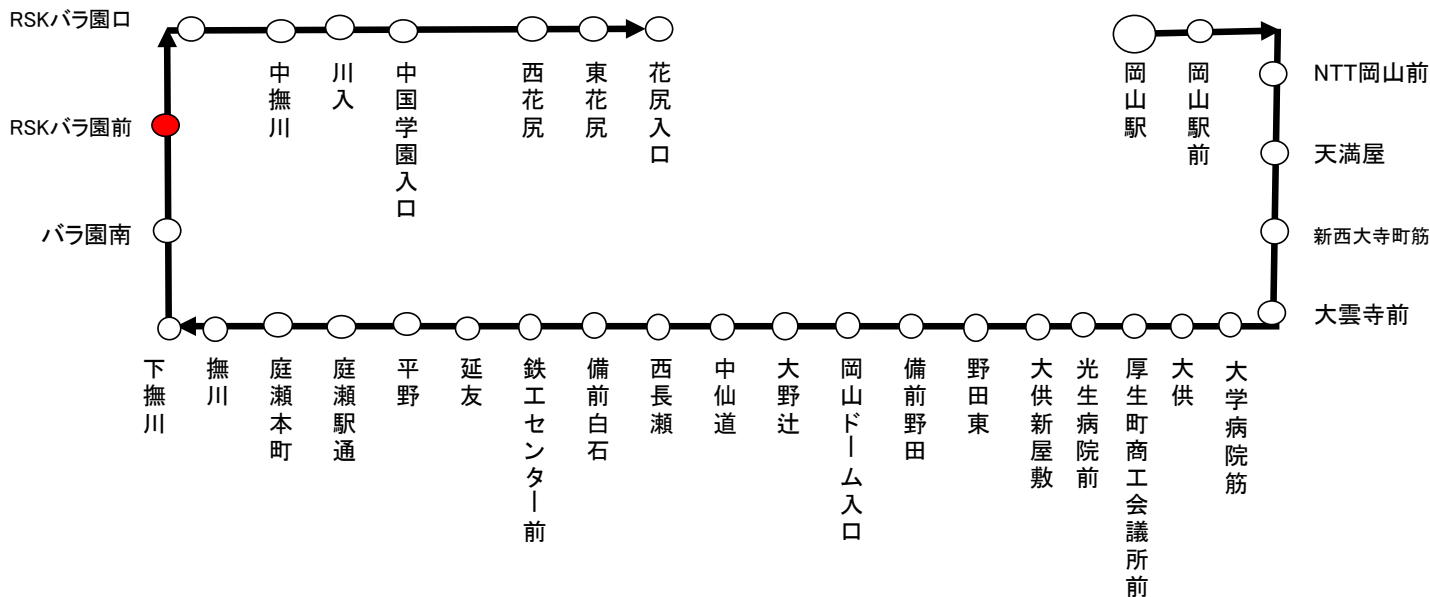 RSKバラ園口
中撫川
川入
中国学園入口
西花尻
東花尻
花尻入口
岡山駅
岡山駅前
NTT岡山前
RSKバラ園前
天満屋
バラ園南
新西大寺町筋
大雲寺前
下撫川
撫川
庭瀬本町
庭瀬駅通
平野
延友
鉄工センター前
備前白石
西長瀬
中仙道
大野辻
岡山ドーム入口
備前野田
野田東
大供新屋敷
光生病院前
厚生町商工会議所前
大供
大学病院筋